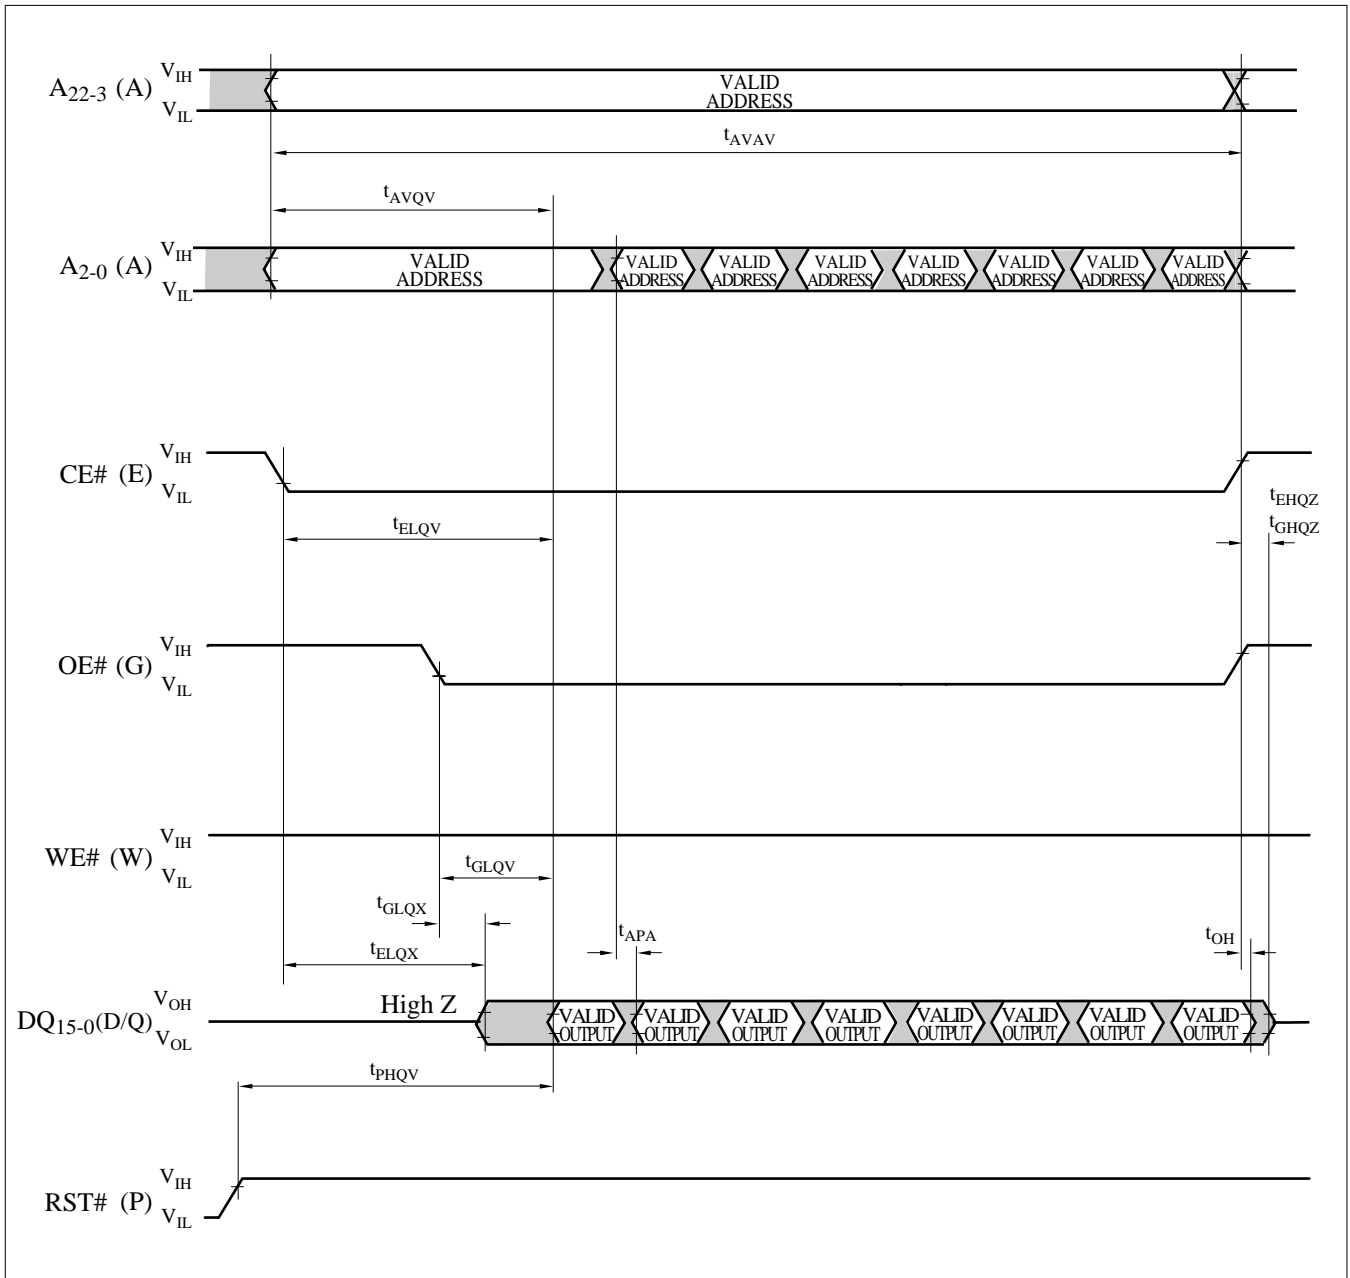 A22-3 (A) VIH VIL VALID ADDRESS
tAVAV
tAVQV
A2-0 (A) VIH VIL VALID ADDRESS VALID ADDRESS VALID ADDRESS VALID ADDRESS VALID ADDRESS VALID ADDRESS VALID ADDRESS VALID ADDRESS
CE# (E) VIH VIL
tEHQZ
tGHQZ
tELQV
OE# (G) VIH VIL
WE# (W) VIH VIL
tGLQV
tGLQX
tAPA
tOH
tELQX
DQ15-0(D/Q) VOH VOL High Z VALID OUTPUT VALID OUTPUT VALID OUTPUT VALID OUTPUT VALID OUTPUT VALID OUTPUT VALID OUTPUT VALID OUTPUT
tPHQV
RST# (P) VIH VIL